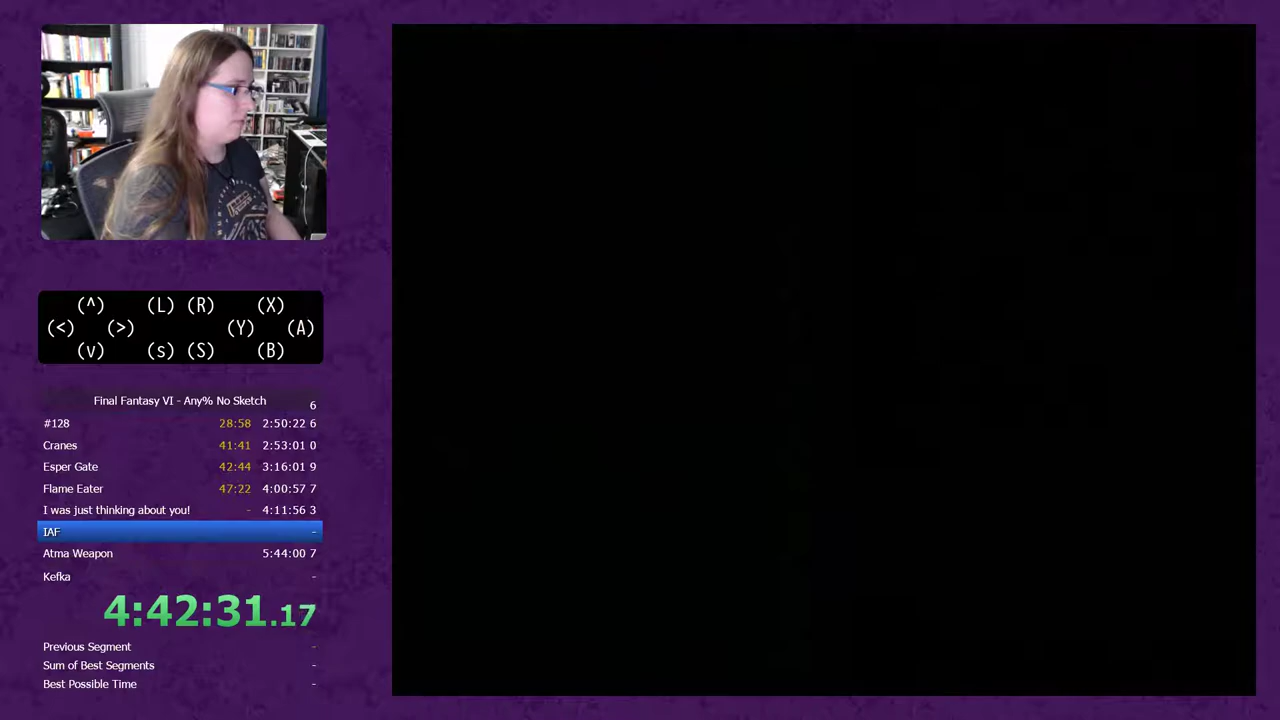 (^) (L) (R) (X)
(<) (>) (Y) (A)
(v) (s) (S) (B)
Final Fantasy VI - Any% No Sketch 6
#128 28:58 2:50:22 6
Cranes 41:41 2:53:01 0
Esper Gate 42:44 3:16:01 9
Flame Eater 47:22 4:00:57 7
I was just thinking about you! - 4:11:56 3
IAF -
Atma Weapon 5:44:00 7
Kefka -
4:42:31.17
Previous Segment -
Sum of Best Segments -
Best Possible Time -